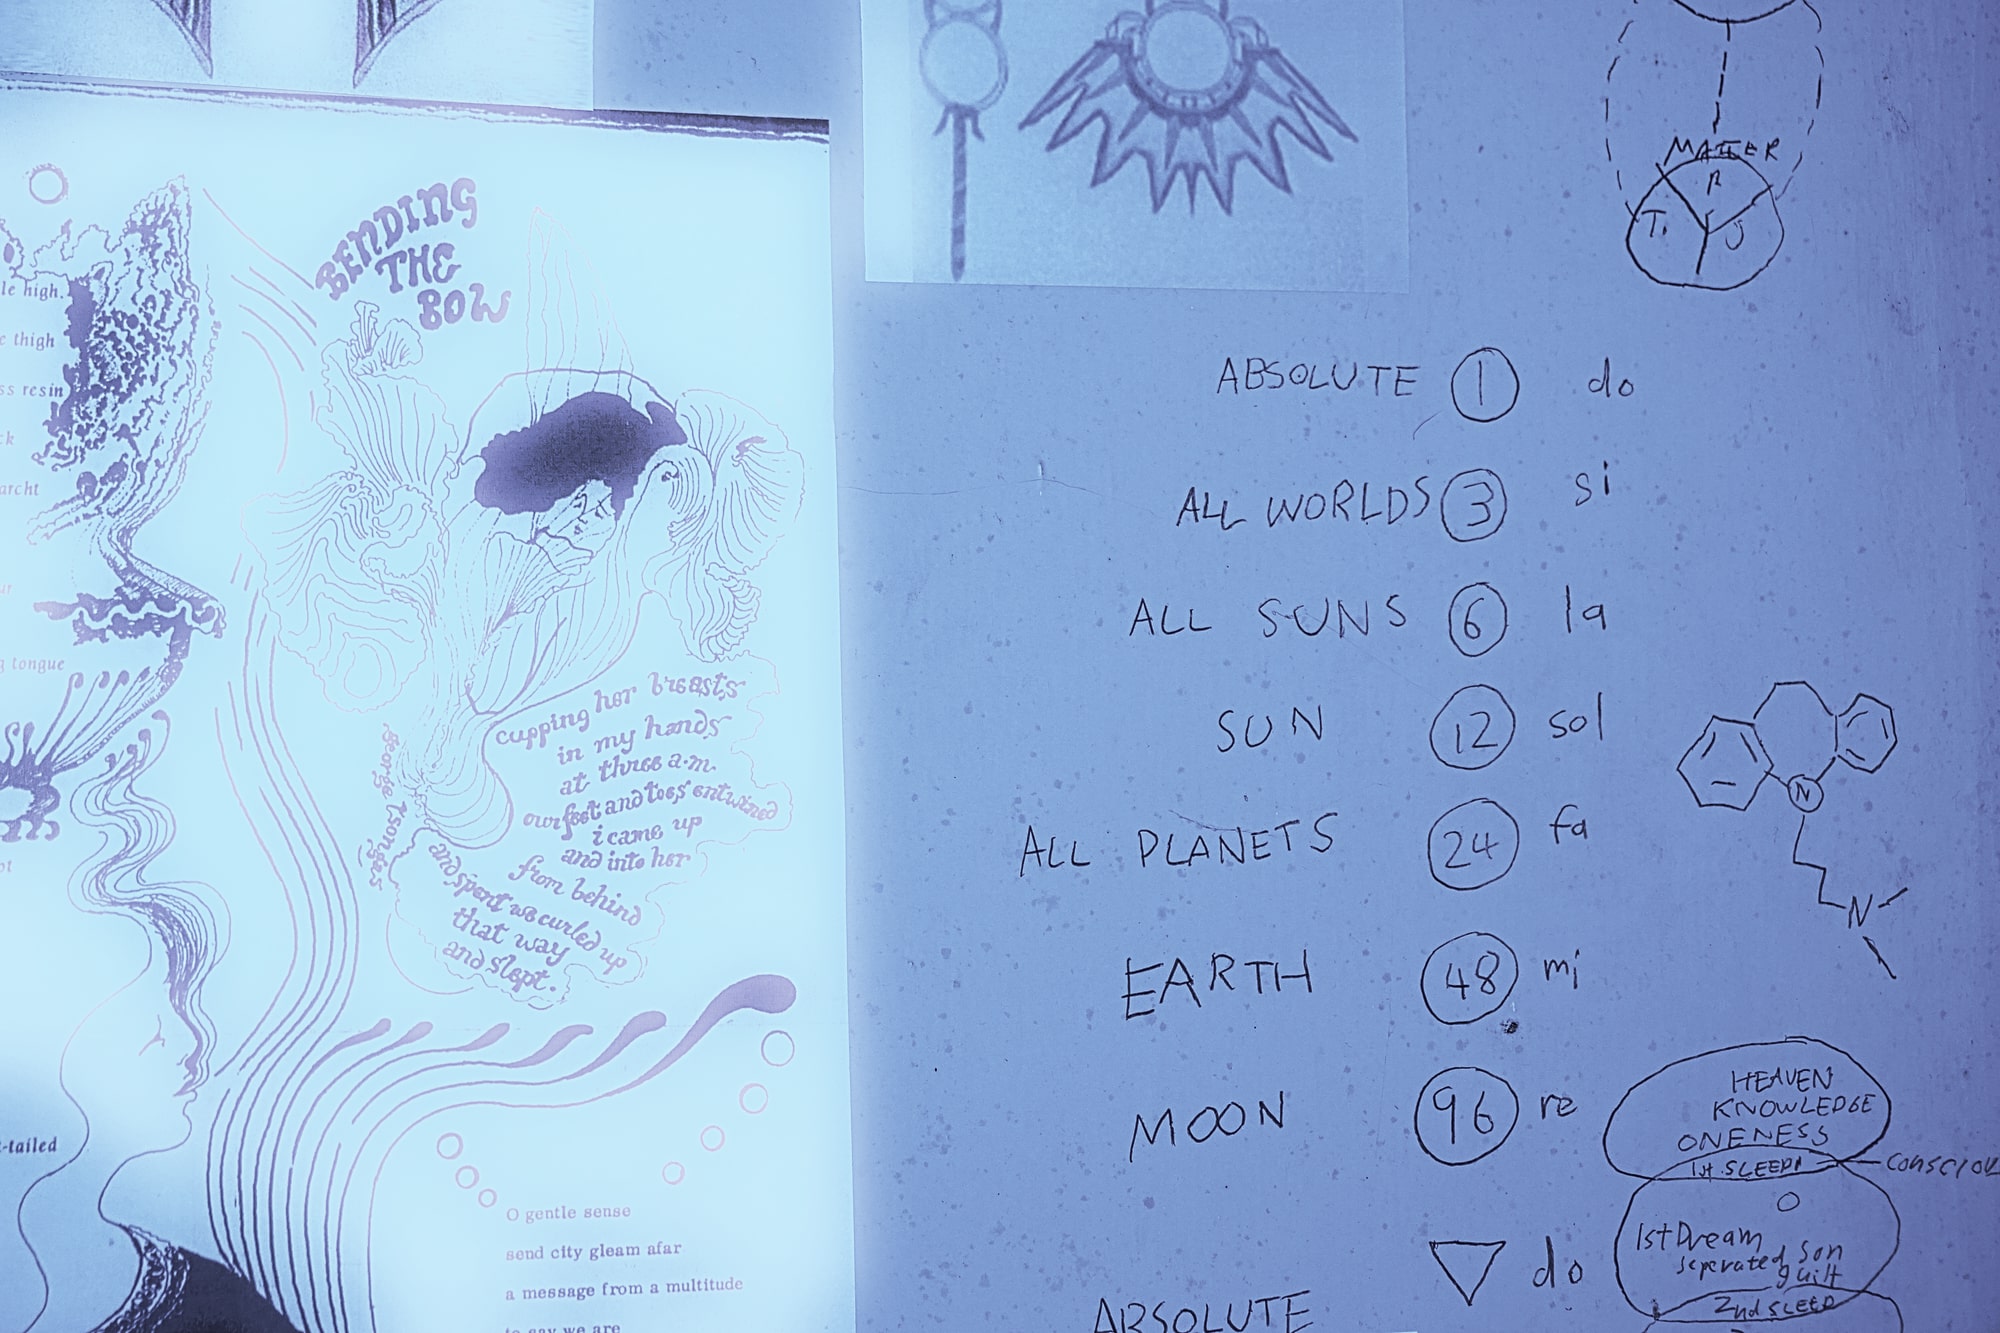 le high.
thigh
ss resin
ck
archt
ur
g tongue
ot
-tailed
BENDING
THE
BOW
cupping her breasts
in my hands
at three a.m.
our feet and toes entwined
i came up
and into her
from behind
and spent we curled up
that way
and slept.
george tsongas
O gentle sense
send city gleam afar
a message from a multitude
to say we are
MATTER
P
T.
J
ABSOLUTE 1 do
ALL WORLDS 3 si
ALL SUNS 6 la
SUN 12 sol
ALL PLANETS 24 fa
EARTH 48 mi
MOON 96 re
do
ABSOLUTE
N
N
HEAVEN
KNOWLEDGE
ONENESS
1st SLEEP
CONSCIOU
1st Dream
seperated Son
guilt
2nd SLEEP